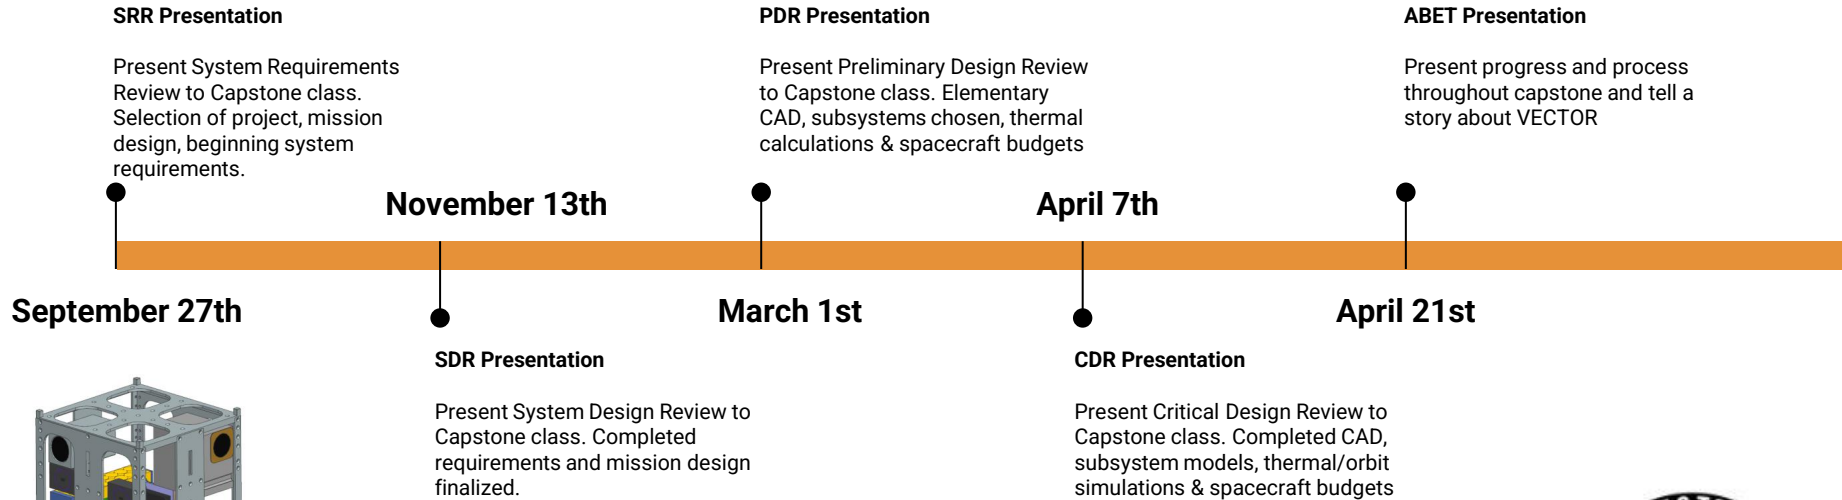 SRR Presentation
Present System Requirements
Review to Capstone class.
Selection of project, mission
design, beginning system
requirements.
September 27th
November 13th
SDR Presentation
Present System Design Review to
Capstone class. Completed
requirements and mission design
finalized.
PDR Presentation
Present Preliminary Design Review
to Capstone class. Elementary
CAD, subsystems chosen, thermal
calculations & spacecraft budgets
March 1st
April 7th
CDR Presentation
Present Critical Design Review to
Capstone class. Completed CAD,
subsystem models, thermal/orbit
simulations & spacecraft budgets
ABET Presentation
Present progress and process
throughout capstone and tell a
story about VECTOR
April 21st